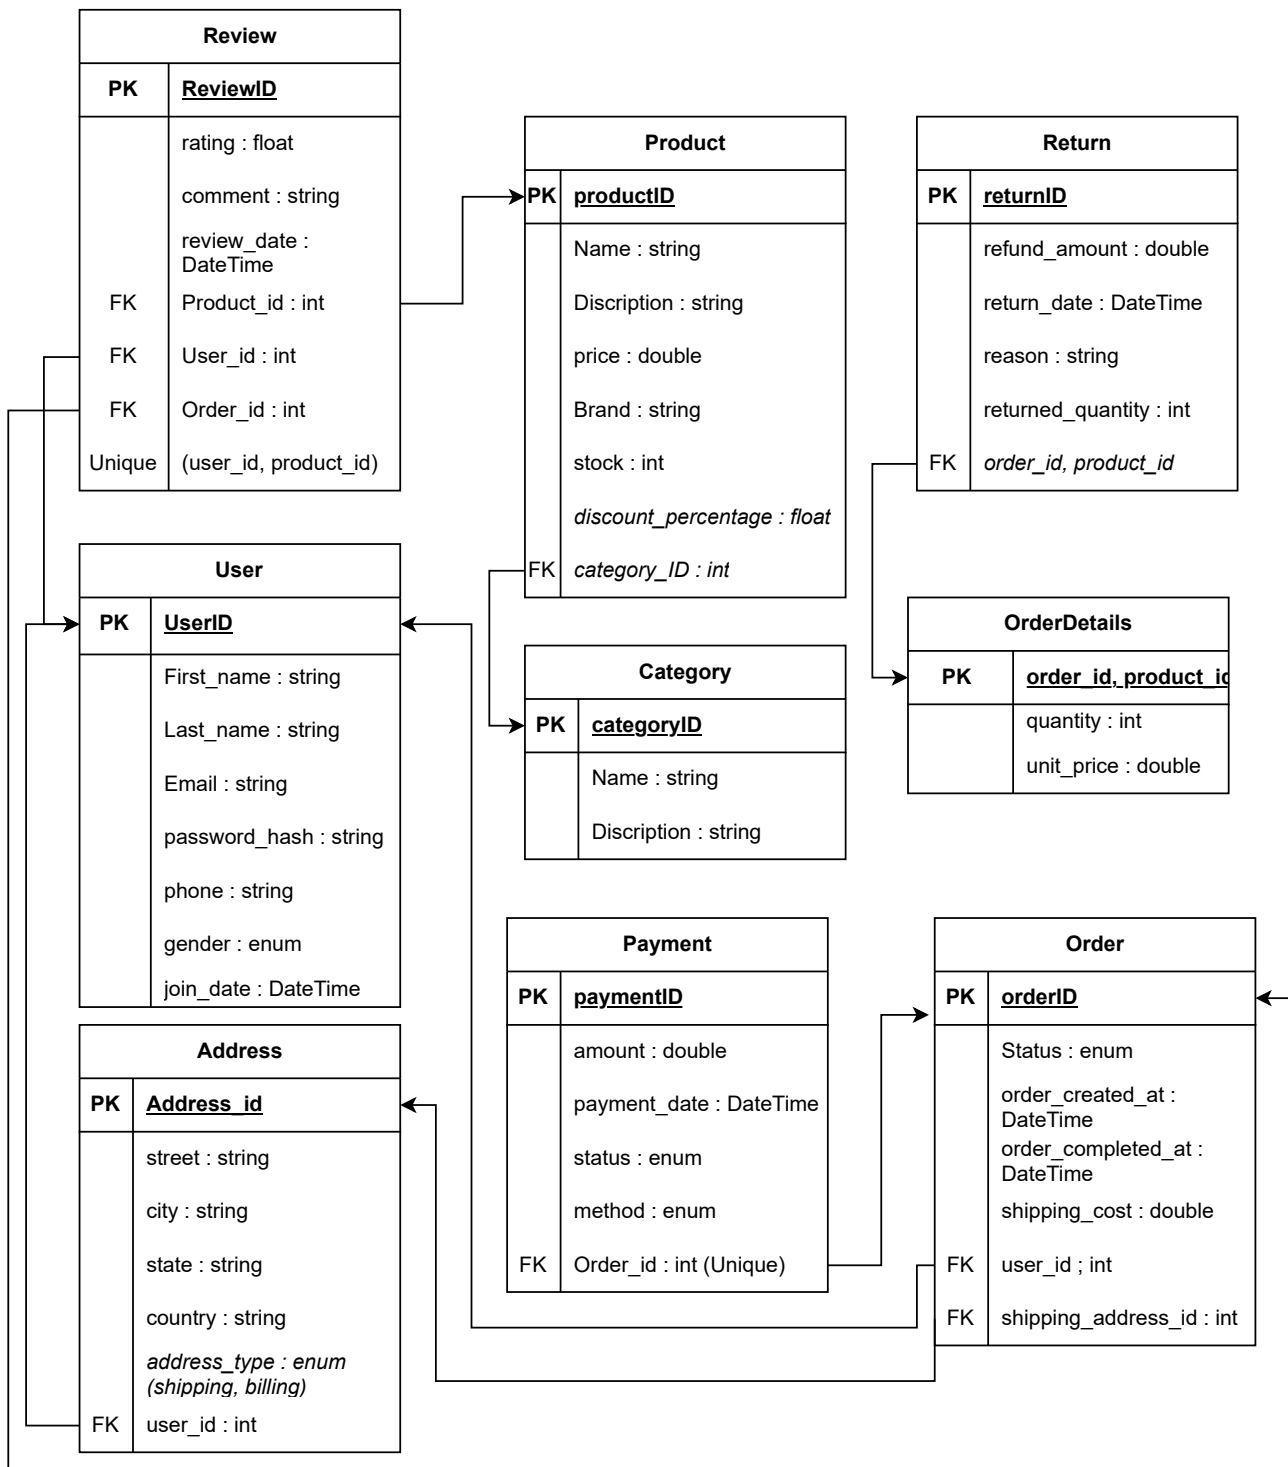 Review
PK ReviewID
rating : float
comment : string
review_date :
DateTime
FK Product_id : int
FK User_id : int
FK Order_id : int
Unique (user_id, product_id)
Product
PK productID
Name : string
Discription : string
price : double
Brand : string
stock : int
discount_percentage : float
FK category_ID : int
Return
PK returnID
refund_amount : double
return_date : DateTime
reason : string
returned_quantity : int
FK order_id, product_id
User
PK UserID
First_name : string
Last_name : string
Email : string
password_hash : string
phone : string
gender : enum
join_date : DateTime
Category
PK categoryID
Name : string
Discription : string
OrderDetails
PK order_id, product_id
quantity : int
unit_price : double
Payment
PK paymentID
amount : double
payment_date : DateTime
status : enum
method : enum
FK Order_id : int (Unique)
Order
PK orderID
Status : enum
order_created_at :
DateTime
order_completed_at :
DateTime
shipping_cost : double
FK user_id ; int
FK shipping_address_id : int
Address
PK Address_id
street : string
city : string
state : string
country : string
address_type : enum
(shipping, billing)
FK user_id : int